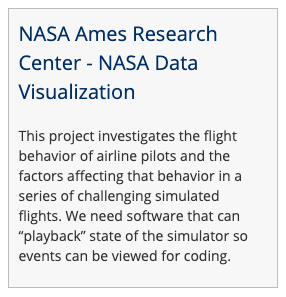 NASA Ames Research
Center - NASA Data
Visualization
This project investigates the flight
behavior of airline pilots and the
factors affecting that behavior in a
series of challenging simulated
flights. We need software that can
“playback” state of the simulator so
events can be viewed for coding.